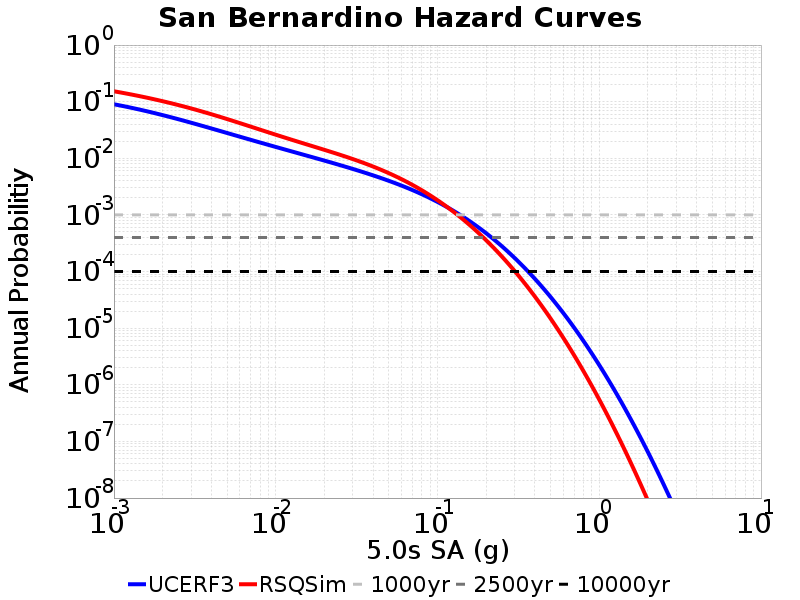 San Bernardino Hazard Curves
10^0
10^-1
10^-2
10^-3
10^-4
10^-5
10^-6
10^-7
10^-8
Annual Probabilitiy
10^-3 10^-2 10^-1 10^0 10^1
5.0s SA (g)
UCERF3 RSQSim 1000yr 2500yr 10000yr